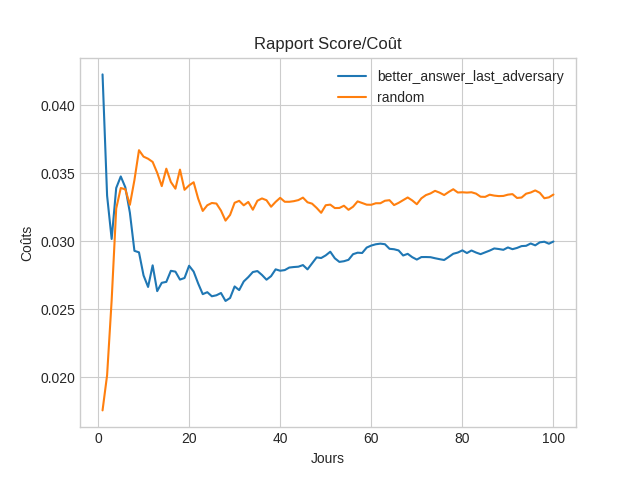 Rapport Score/Coût
better_answer_last_adversary
random
0.040
0.035
0.030
0.025
0.020
Coûts
0
20
40
60
80
100
Jours